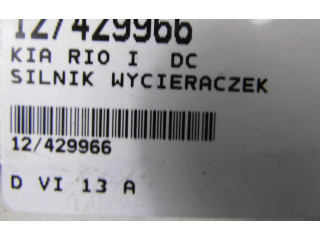 12/429966
KIA RIO I DC
SILNIK WYCIERACZEK
12/429966
D VI 13 A